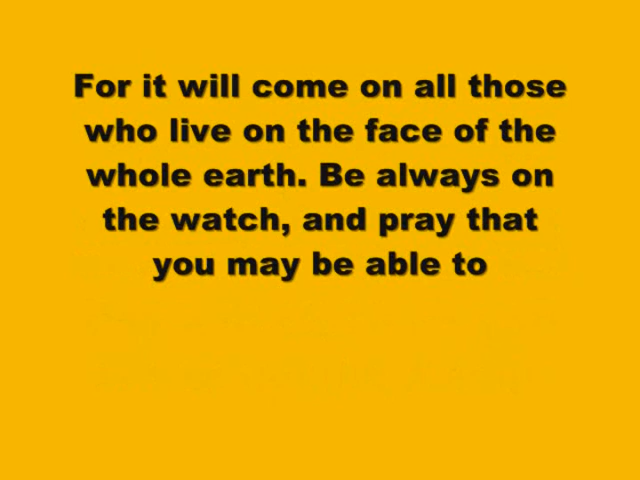 For it will come on all those
who live on the face of the
whole earth. Be always on
the watch, and pray that
you may be able to